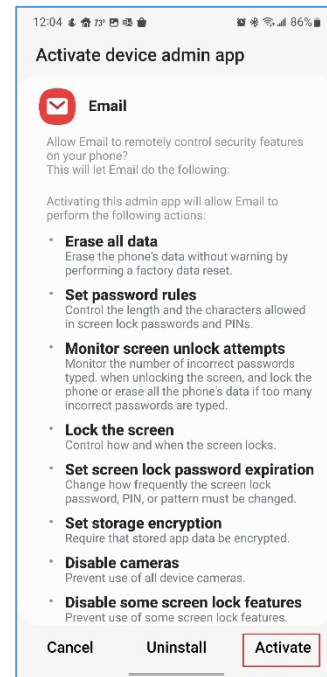 12:04 73° 86%
Activate device admin app
Email
Allow Email to remotely control security features
on your phone?
This will let Email do the following:
Activating this admin app will allow Email to
perform the following actions:
• Erase all data
Erase the phone's data without warning by
performing a factory data reset.
• Set password rules
Control the length and the characters allowed
in screen lock passwords and PINs.
• Monitor screen unlock attempts
Monitor the number of incorrect passwords
typed. when unlocking the screen, and lock the
phone or erase all the phone's data if too many
incorrect passwords are typed.
• Lock the screen
Control how and when the screen locks.
• Set screen lock password expiration
Change how frequently the screen lock
password, PIN, or pattern must be changed.
• Set storage encryption
Require that stored app data be encrypted.
• Disable cameras
Prevent use of all device cameras.
• Disable some screen lock features
Prevent use of some screen lock features.
Cancel Uninstall Activate